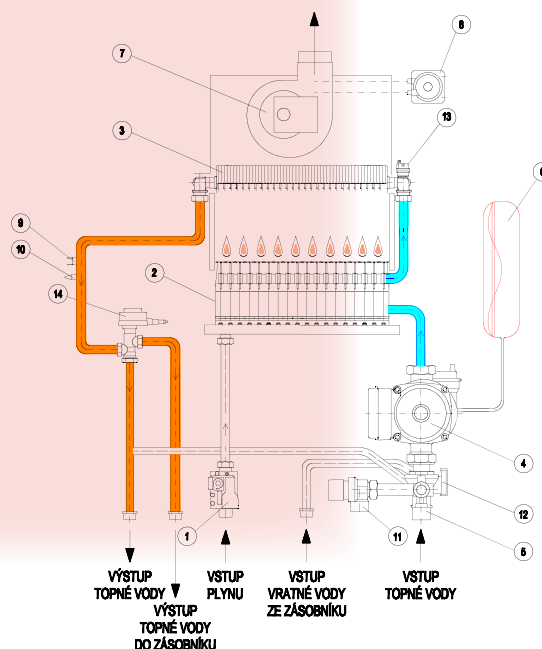 7
8
13
3
6
9
10
2
14
4
12
1
11
5
VÝSTUP
TOPNÉ VODY
VSTUP
PLYNU
VSTUP
VRATNÉ VODY
ZE ZÁSOBNÍKU
VSTUP
TOPNÉ VODY
VÝSTUP
TOPNÉ VODY
DO ZÁSOBNÍKU